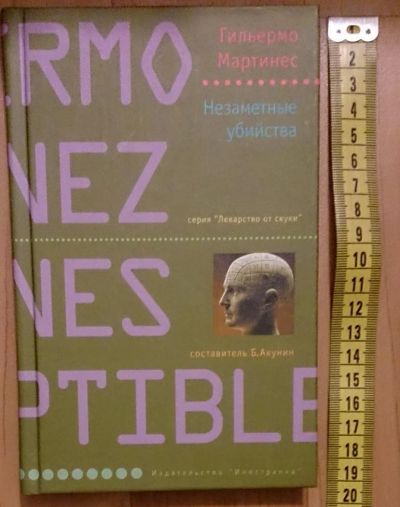 ERMO
Гильермо
Мартинес
Незаметные
убийства
NEZ
серия "Лекарство от скуки"
NES
составитель Б.Акунин
PTIBLE
Издательство "Иностранка"
2
3
4
5
6
7
8
9
10
11
12
13
14
15
16
17
18
19
20